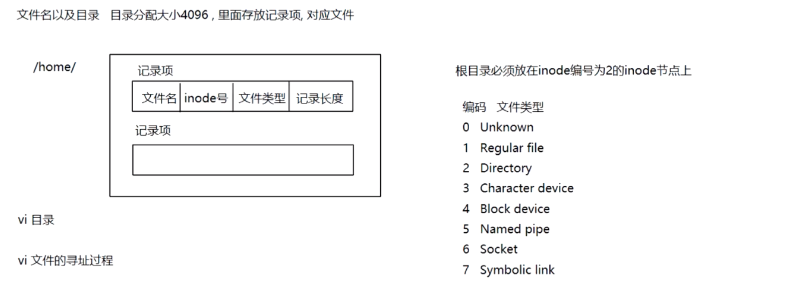 文件名以及目录 目录分配大小4096 , 里面存放记录项, 对应文件
/home/
记录项
文件名 inode号 文件类型 记录长度
记录项
vi 目录
vi 文件的寻址过程
根目录必须放在inode编号为2的inode节点上
编码 文件类型
0 Unknown
1 Regular file
2 Directory
3 Character device
4 Block device
5 Named pipe
6 Socket
7 Symbolic link